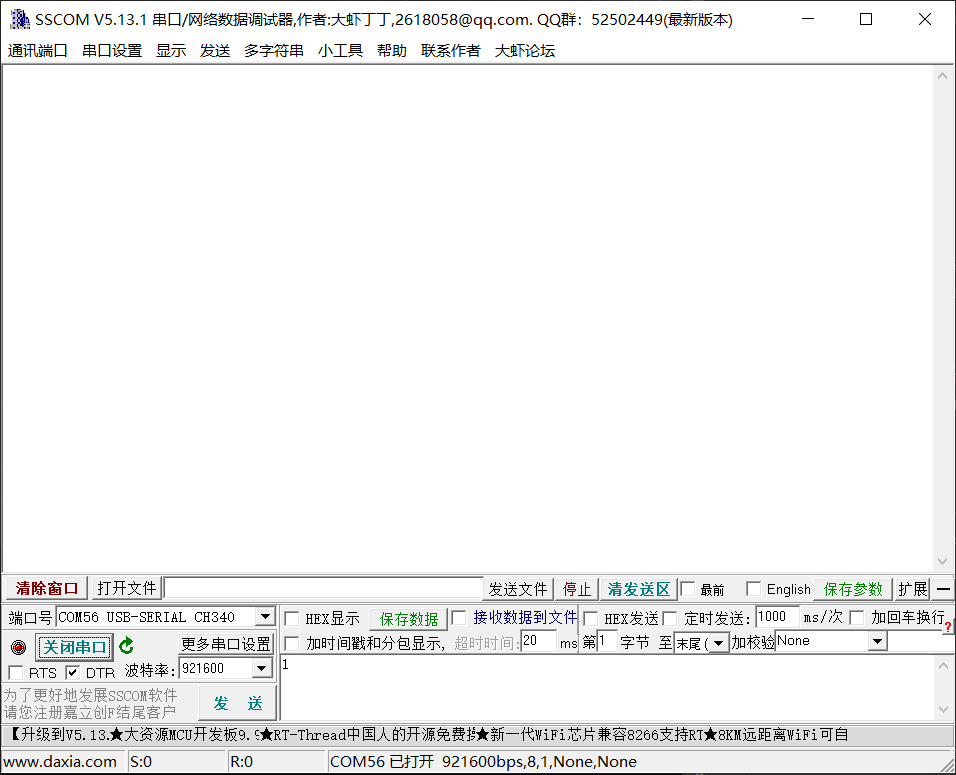 SSCOM V5.13.1 串口/网络数据调试器,作者:大虾丁丁,2618058@qq.com. QQ群: 52502449(最新版本)
通讯端口 串口设置 显示 发送 多字符串 小工具 帮助 联系作者 大虾论坛
清除窗口 打开文件 发送文件 停止 清发送区 最前 English 保存参数 扩展 —
端口号 COM56 USB-SERIAL CH340 HEX显示 保存数据 接收数据到文件 HEX发送 定时发送: 1000 ms/次 加回车换行 ?
关闭串口 更多串口设置 加时间戳和分包显示, 超时时间: 20 ms 第 1 字节 至 末尾 ( 加校验 None
RTS DTR 波特率: 921600 1
为了更好地发展SSCOM软件
请您注册嘉立创F结尾客户
发 送
【升级到V5.13.★大资源MCU开发板9.9★RT-Thread中国人的开源免费操★新一代WiFi芯片兼容8266支持RT★8KM远距离WiFi可自
www.daxia.com S:0 R:0 COM56 已打开 921600bps,8,1,None,None